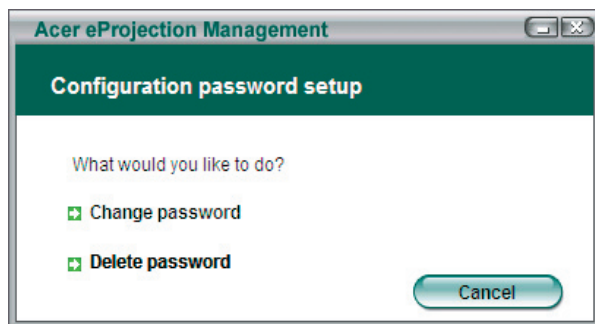 Acer eProjection Management
Configuration password setup
What would you like to do?
Change password
Delete password
Cancel